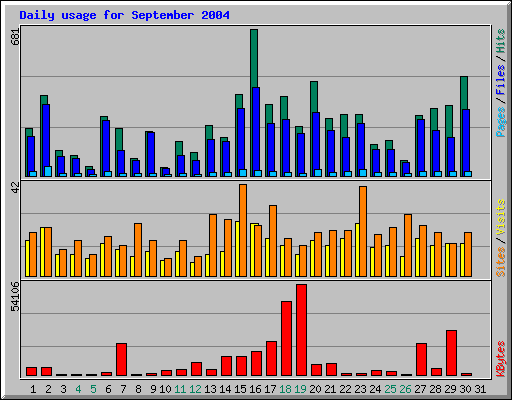 Daily usage for September 2004
681
Pages / Files / Hits
42
Sites / Visits
54106
KBytes
1 2 3 4 5 6 7 8 9 10 11 12 13 14 15 16 17 18 19 20 21 22 23 24 25 26 27 28 29 30 31